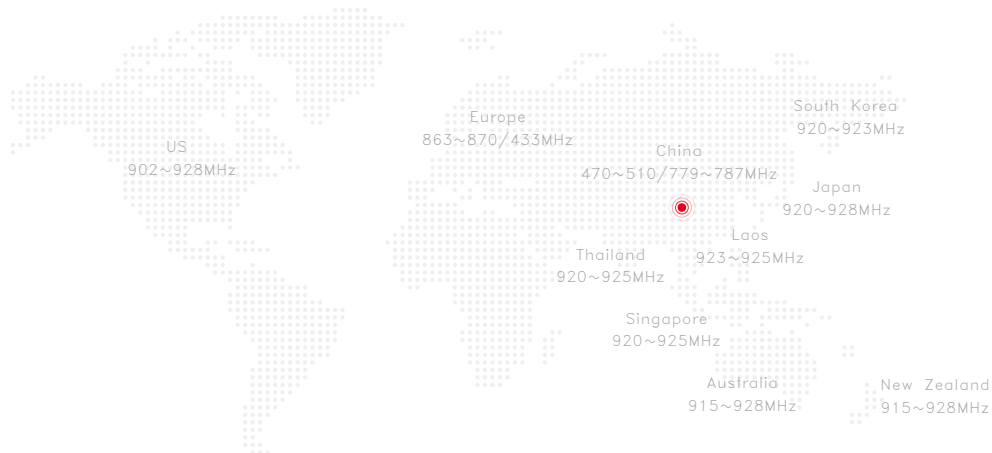 South Korea
920~923MHz
Europe
863~870/433MHz
US
902~928MHz
China
470~510/779~787MHz
Japan
920~928MHz
Laos
923~925MHz
Thailand
920~925MHz
Singapore
920~925MHz
Australia
915~928MHz
New Zealand
915~928MHz